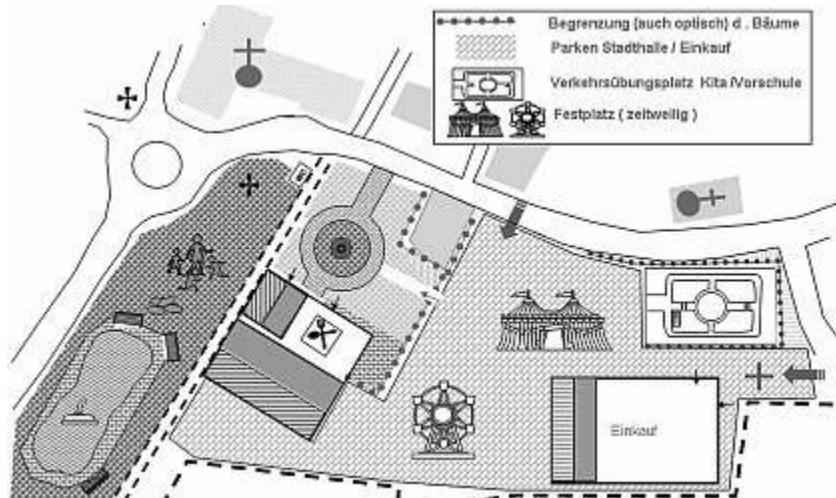 Begrenzung (auch optisch) d . Bäume
Parken Stadthalle / Einkauf
Verkehrsübungsplatz Kita /Vorschule
Festplatz ( zeitweilig )
Einkauf